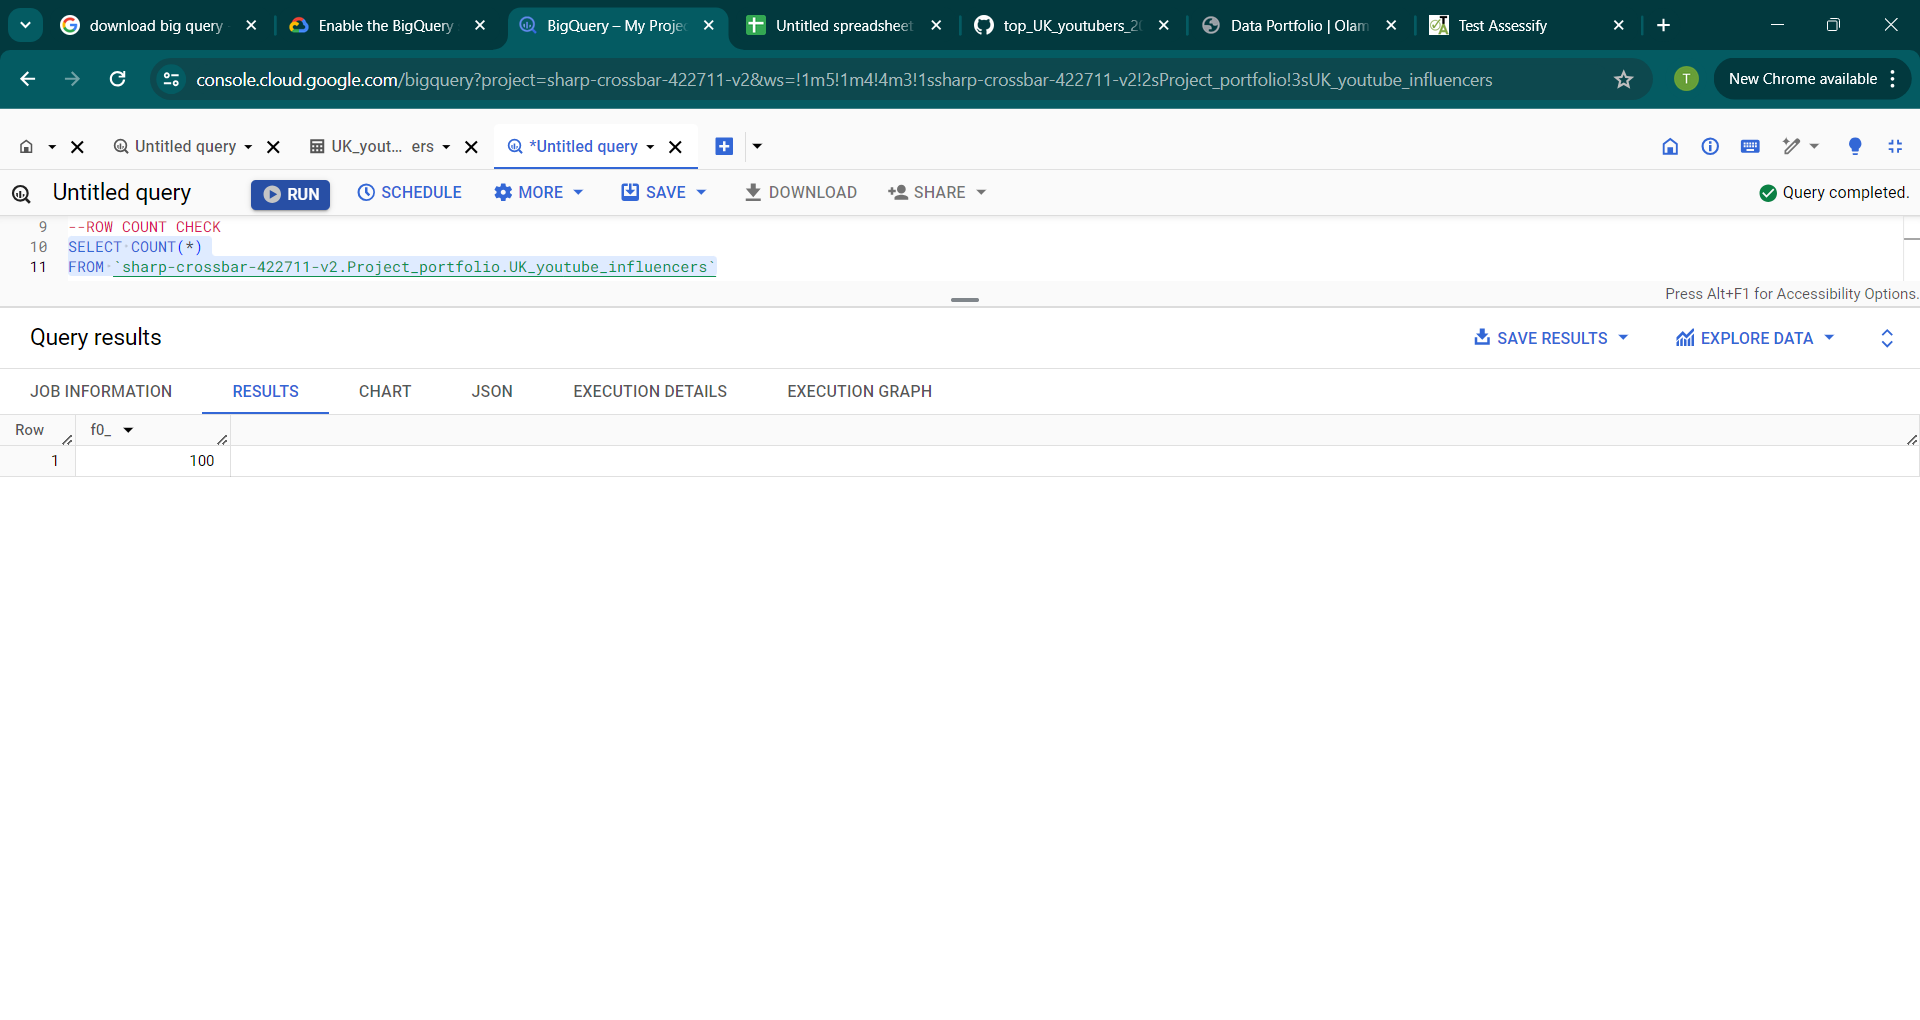 download big query
Enable the BigQuery
BigQuery – My Projec
Untitled spreadsheet
top_UK_youtubers_20
Data Portfolio | Olam
Test Assessify
console.cloud.google.com/bigquery?project=sharp-crossbar-422711-v2&ws=!1m5!1m4!4m3!1ssharp-crossbar-422711-v2!2sProject_portfolio!3sUK_youtube_influencers
T
New Chrome available
Untitled query
UK_yout... ers
*Untitled query
Untitled query
RUN
SCHEDULE
MORE
SAVE
DOWNLOAD
SHARE
Query completed.
9 --ROW COUNT CHECK
10 SELECT COUNT(*)
11 FROM `sharp-crossbar-422711-v2.Project_portfolio.UK_youtube_influencers`
Press Alt+F1 for Accessibility Options.
Query results
SAVE RESULTS
EXPLORE DATA
JOB INFORMATION
RESULTS
CHART
JSON
EXECUTION DETAILS
EXECUTION GRAPH
Row f0_
1 100